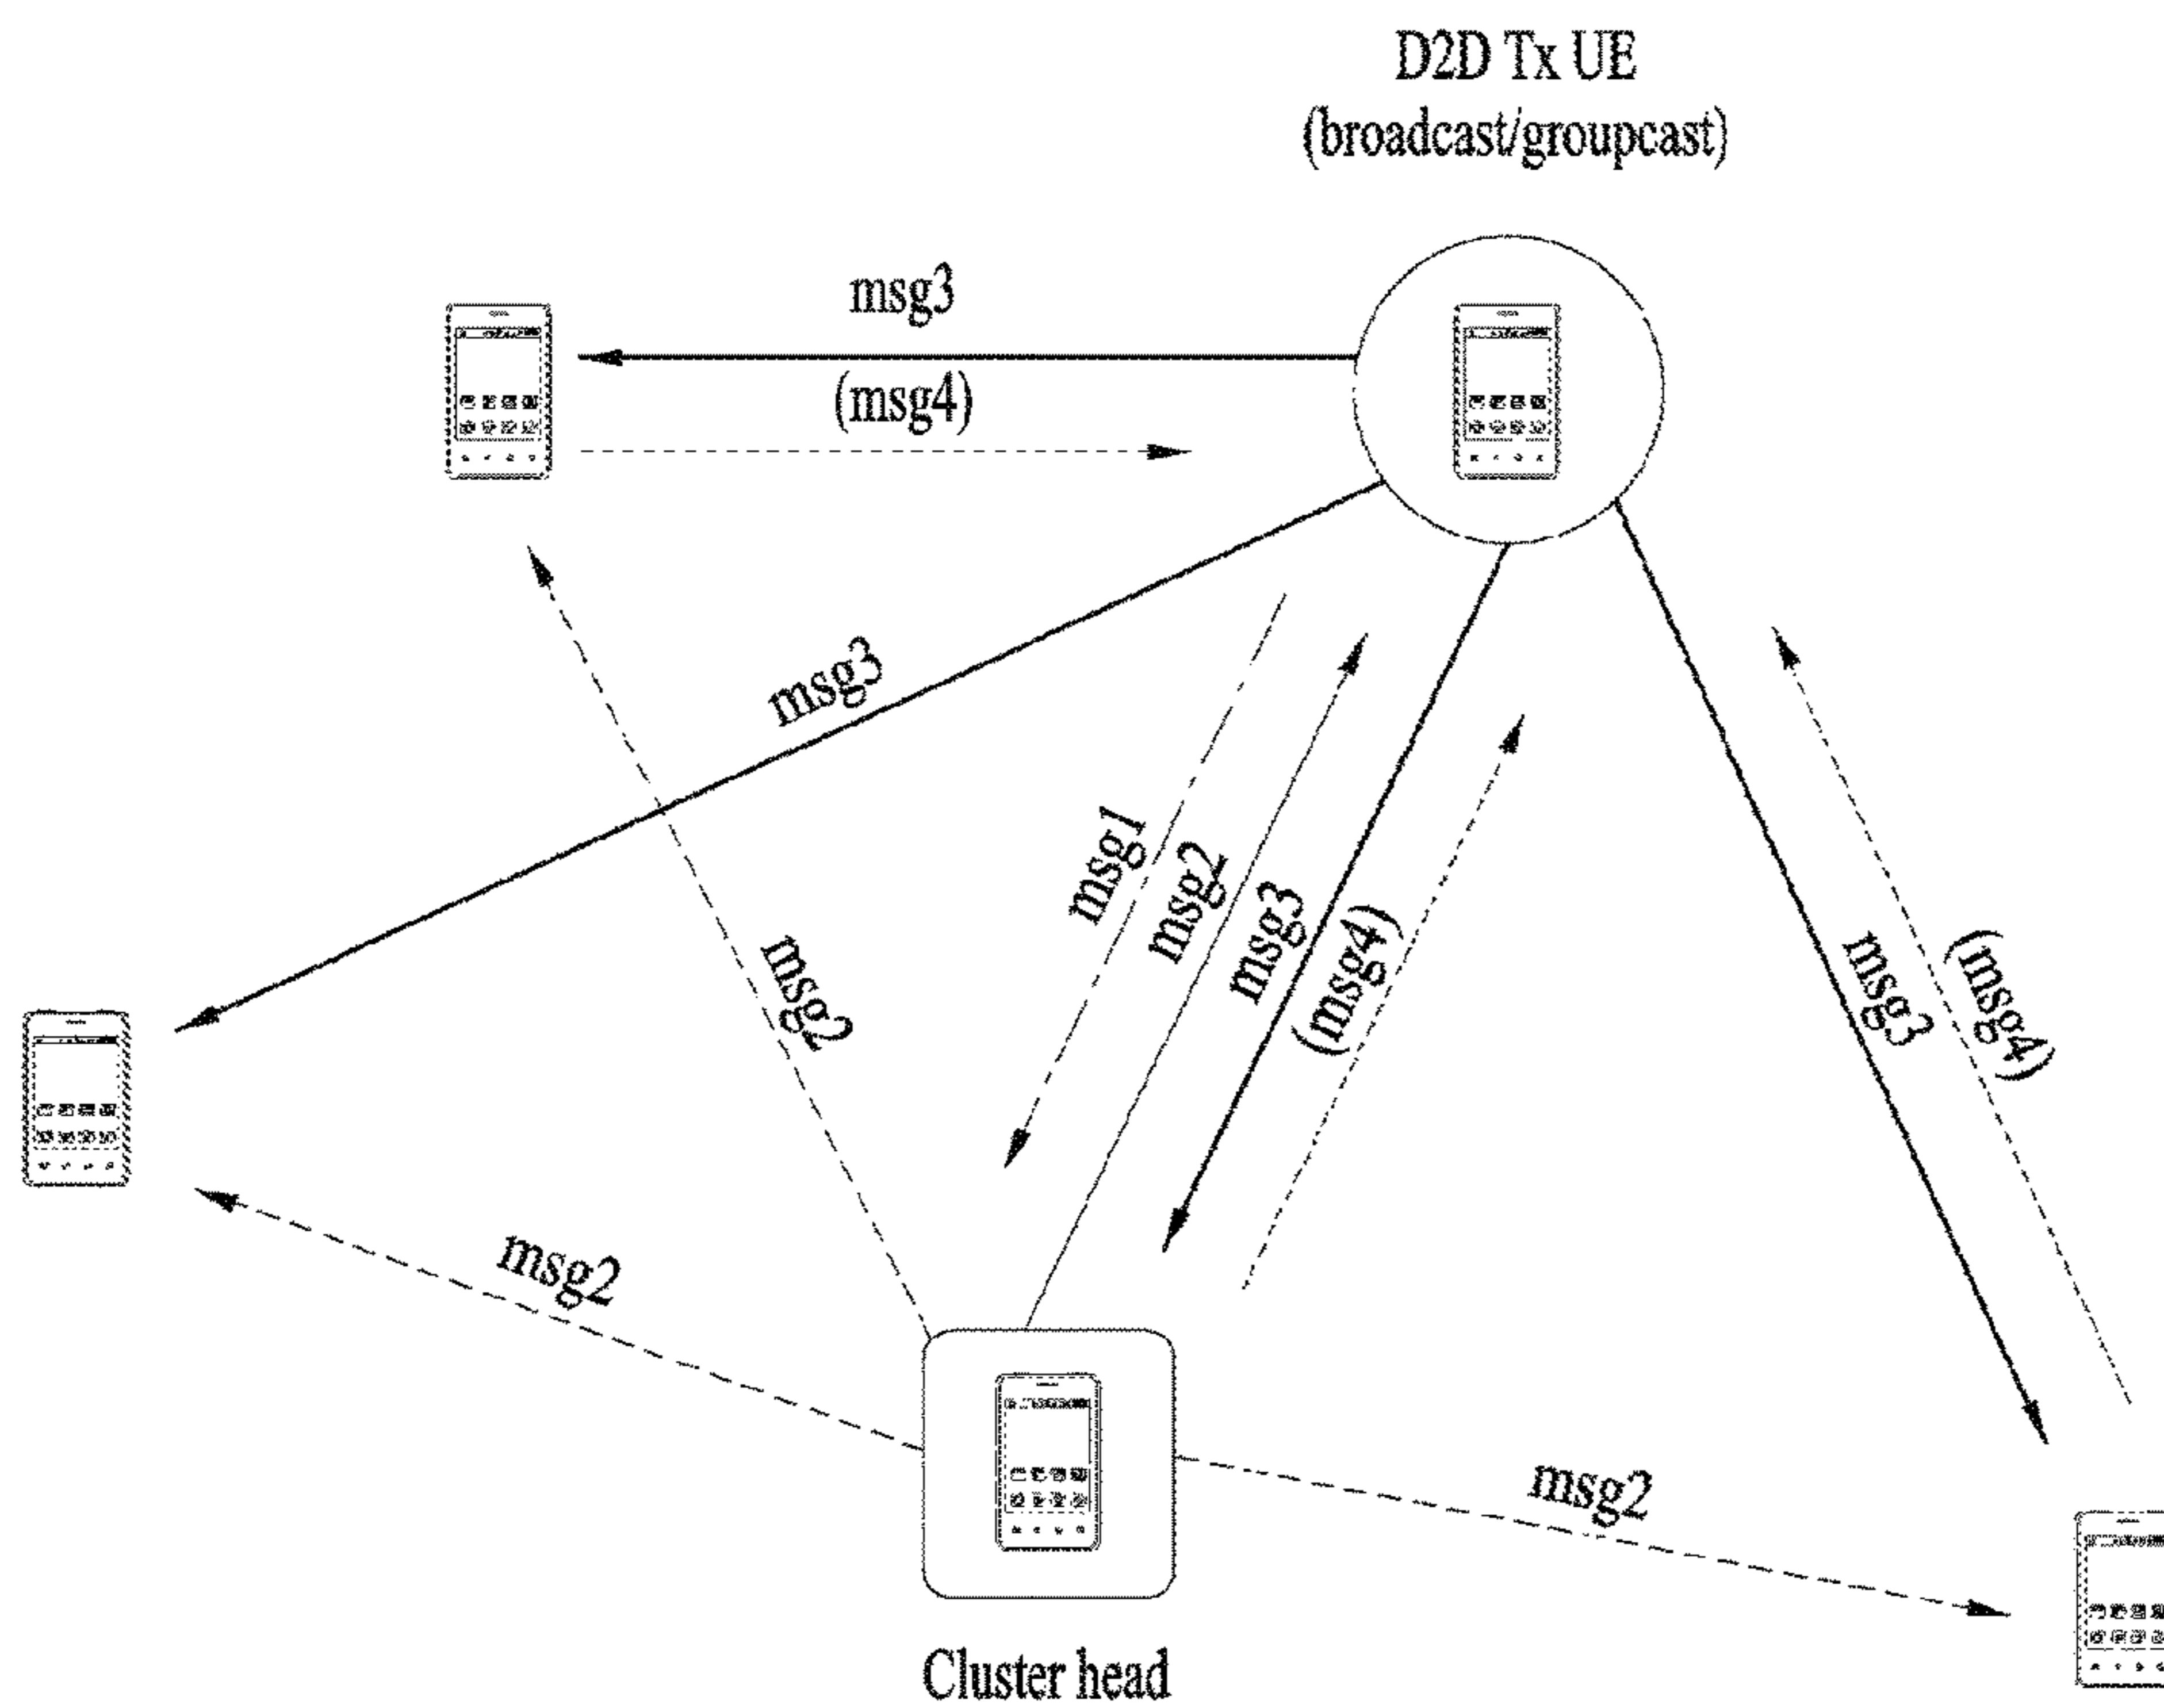 D2D Tx UE
(broadcast/groupcast)
msg3
(msg4)
msg3
msg1
msg2
msg3
(msg4)
msg3
(msg4)
msg2
msg2
msg2
Cluster head